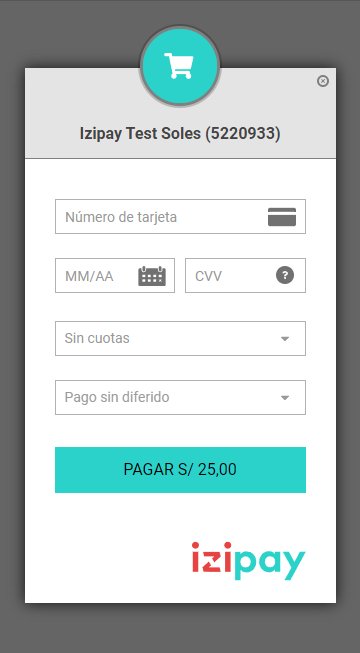 Izipay Test Soles (5220933)
Número de tarjeta
MM/AA
CVV
?
Sin cuotas
Pago sin diferido
PAGAR S/ 25,00
izipay